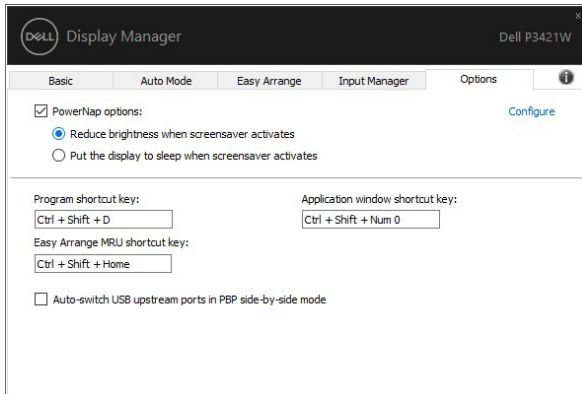 DELL Display Manager
Dell P3421W
x
Basic Auto Mode Easy Arrange Input Manager Options i
PowerNap options:
Configure
Reduce brightness when screensaver activates
Put the display to sleep when screensaver activates
Program shortcut key:
Application window shortcut key:
Ctrl + Shift + D
Ctrl + Shift + Num 0
Easy Arrange MRU shortcut key:
Ctrl + Shift + Home
Auto-switch USB upstream ports in PBP side-by-side mode